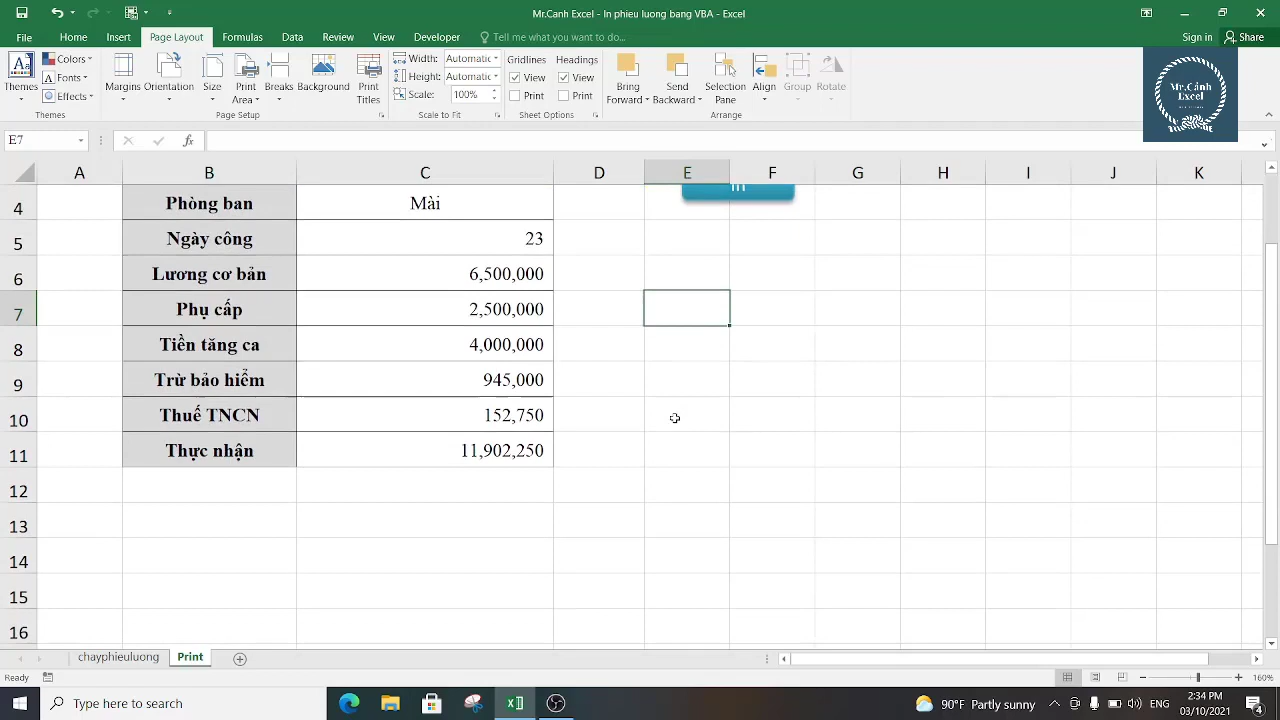 Mr.Canh Excel - In phieu luong bang VBA - Excel
File Home Insert Page Layout Formulas Data Review View Developer Tell me what you want to do... Sign in Share
Themes Colors Fonts Effects
Margins Orientation Size Print Area Breaks Background Print Titles
Width: Automatic
Height: Automatic
Scale: 100%
Gridlines Headings
View View
Print Print
Bring Forward Send Backward Selection Pane Align Group Rotate
Themes Page Setup Scale to Fit Sheet Options Arrange
Mr.Cảnh
Excel
E7 fx
A B C D E F G H I J K
In
4 Phòng ban Mài
5 Ngày công 23
6 Lương cơ bản 6,500,000
7 Phụ cấp 2,500,000
8 Tiền tăng ca 4,000,000
9 Trừ bảo hiểm 945,000
10 Thuế TNCN 152,750
11 Thực nhận 11,902,250
12
13
14
15
16
chayphieuluong Print
Ready 160%
Type here to search 90°F Partly sunny ENG 2:34 PM
03/10/2021